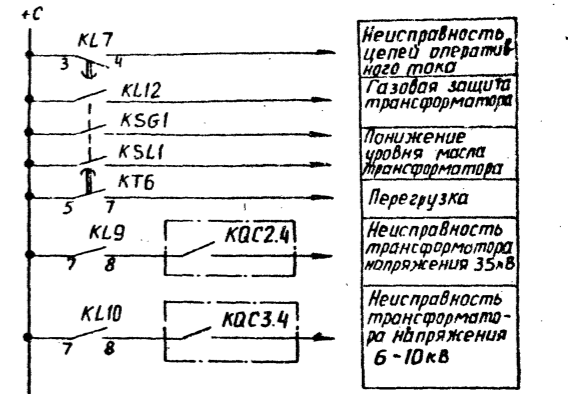 +C
KL7
3 4
Неисправность
цепей оператив-
ного тока
KL12
Газовая защита
трансформатора
KSG1
KSL1
Понижение
уровня масла
трансформатора
KT6
5 7
Перегрузка
KL9
7 8
KQC2.4
Неисправность
трансформатора
напряжения 35кВ
KL10
7 8
KQC3.4
Неисправность
трансформато-
ра напряжения
6-10кв